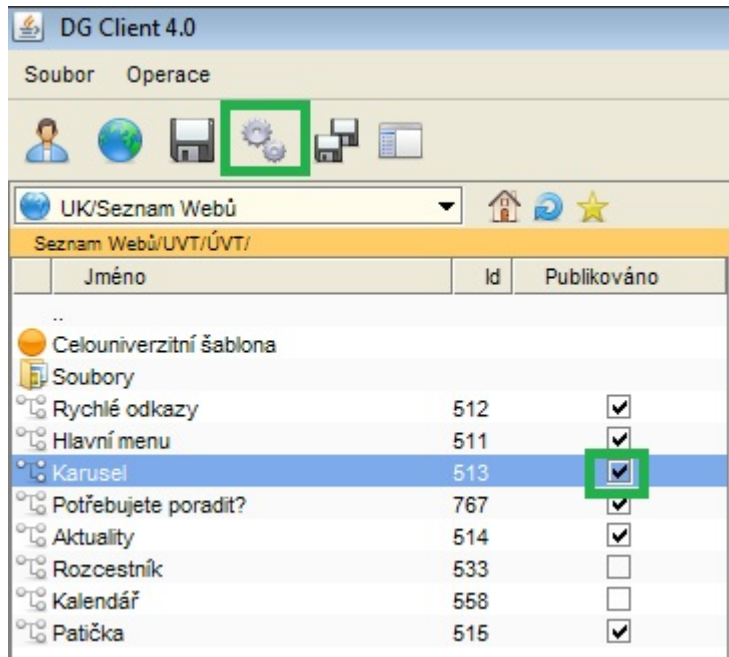 DG Client 4.0
Soubor Operace
UK/Seznam Webů
Seznam Webů/UVT/ÚVT/
Jméno Id Publikováno
..
Celouniverzitní šablona
Soubory
Rychlé odkazy 512
Hlavní menu 511
Karusel 513
Potřebujete poradit? 767
Aktuality 514
Rozcestník 533
Kalendář 558
Patička 515